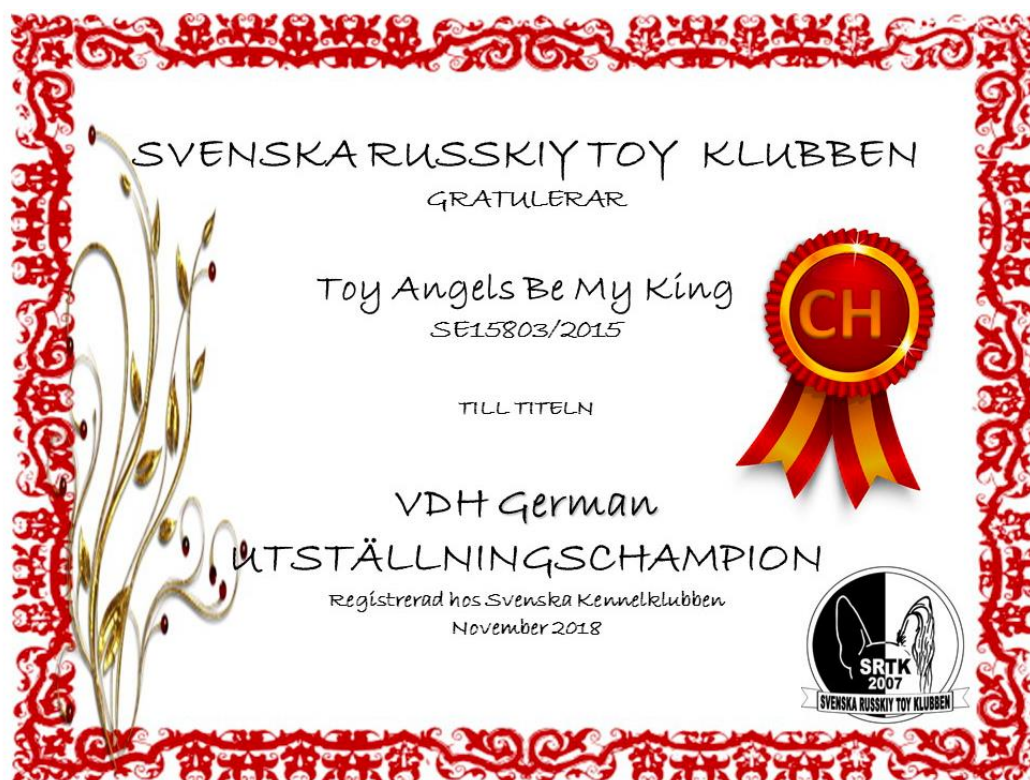 SVENSKA RUSSKIY TOY KLUBBEN
GRATULERAR
Toy Angels Be My King
SE15803/2015
CH
TILL TITELN
VDH German
UTSTÄLLNINGSCHAMPION
Registrerad hos Svenska Kennelklubben
November 2018
SRTK
2007
SVENSKA RUSSKIY TOY KLUBBEN